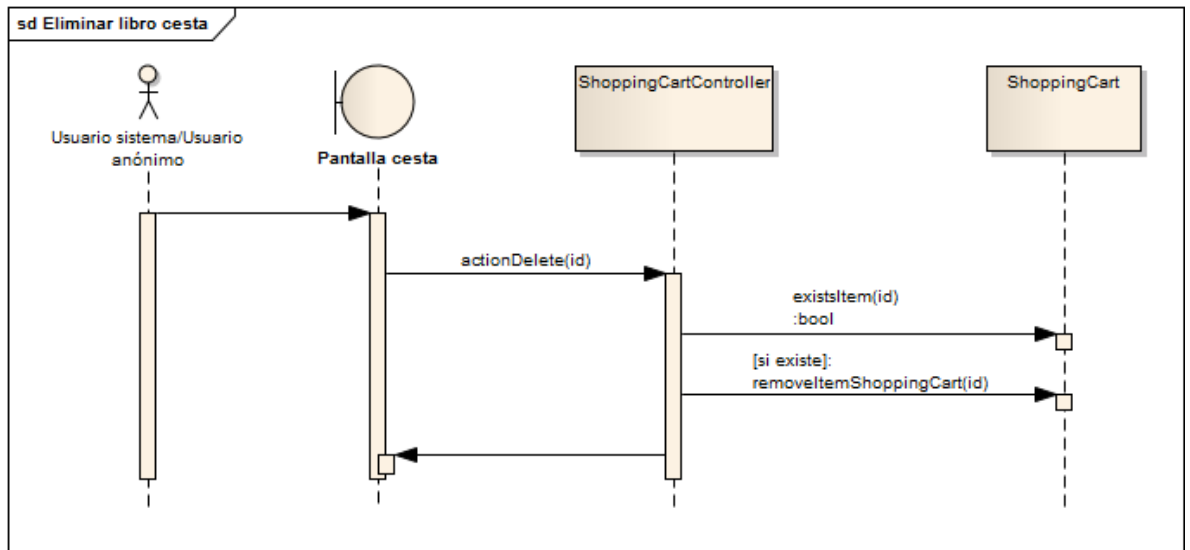 sd Eliminar libro cesta
Usuario sistema/Usuario
anónimo
Pantalla cesta
ShoppingCartController
ShoppingCart
actionDelete(id)
existsItem(id)
:bool
[si existe]:
removeItemShoppingCart(id)